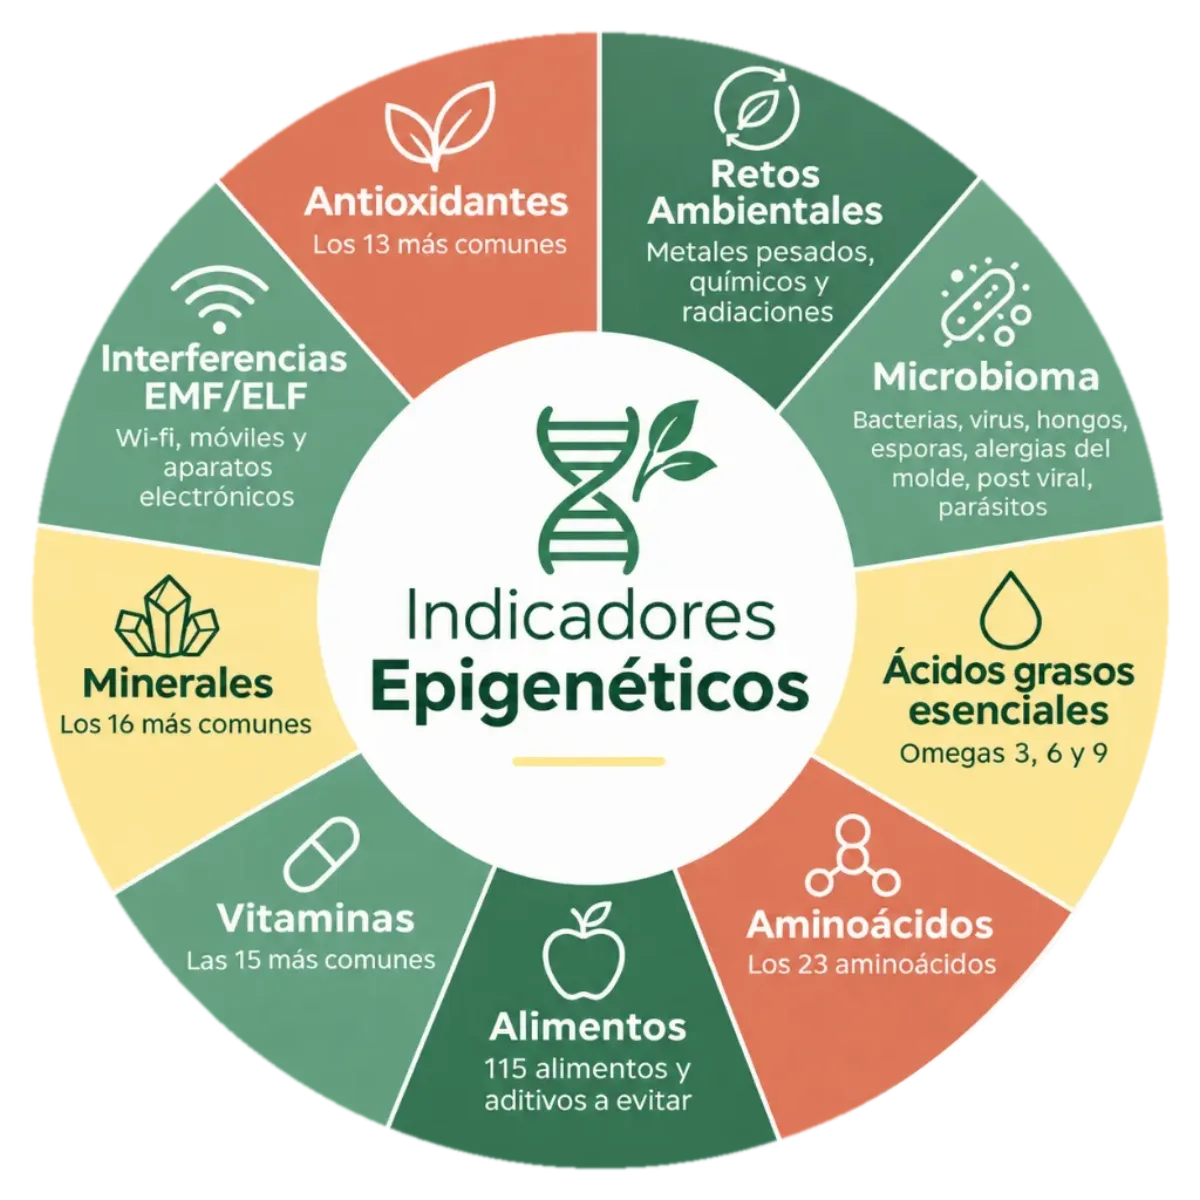 Indicadores
Epigenéticos
Retos
Ambientales
Metales pesados,
químicos y
radiaciones
Microbioma
Bacterias, virus, hongos,
esporas, alergias del
molde, post viral,
parásitos
Ácidos grasos
esenciales
Omegas 3, 6 y 9
Aminoácidos
Los 23 aminoácidos
Alimentos
115 alimentos y
aditivos a evitar
Vitaminas
Las 15 más comunes
Minerales
Los 16 más comunes
Interferencias
EMF/ELF
Wi-fi, móviles y
aparatos
electrónicos
Antioxidantes
Los 13 más comunes